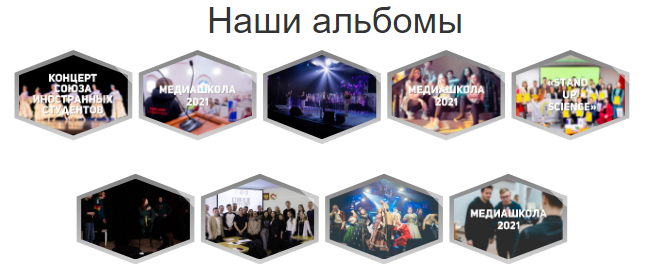 Наши альбомы
КОНЦЕРТ
СОЮЗА
ИНОСТРАННЫХ
СТУДЕНТОВ
МЕДИАШКОЛА
2021
МЕДИАШКОЛА
2021
«STAND
UP
SCIENCE»
МЕДИАШКОЛА
2021